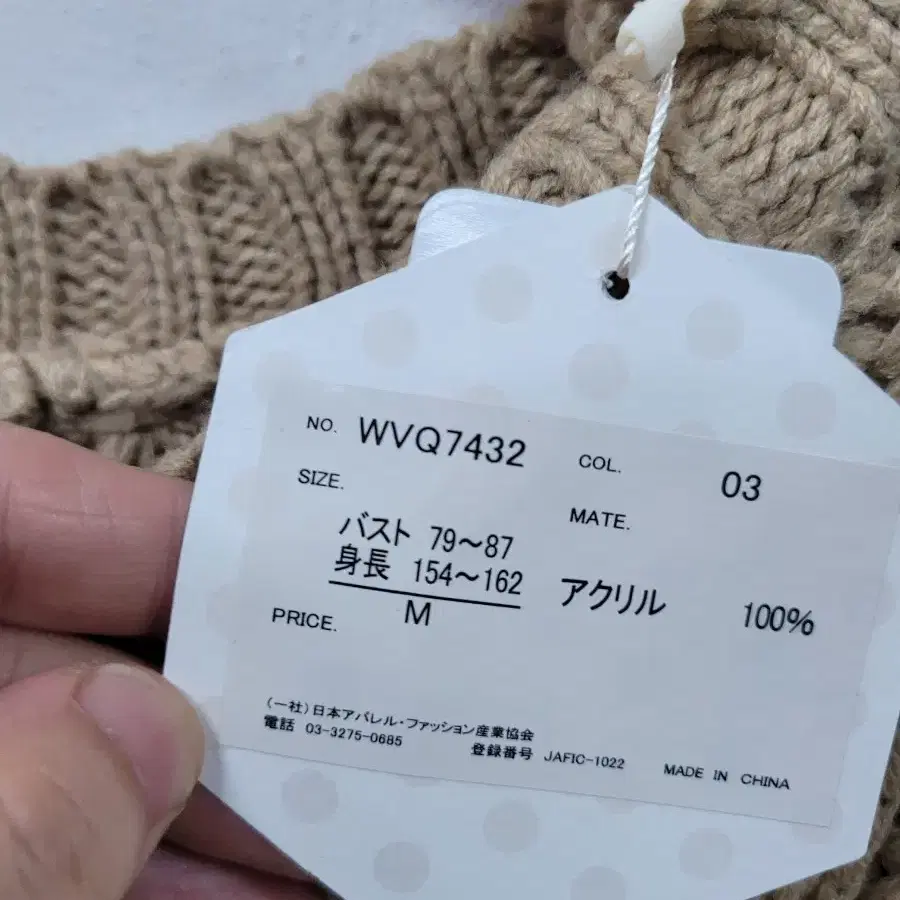 NO. WVQ7432
COL. 03
SIZE.
バスト 79～87
身長 154～162
M
MATE.
アクリル 100%
PRICE.
(一社)日本アパレル・ファッション産業協会
電話 03-3275-0685 登録番号 JAFIC-1022 MADE IN CHINA